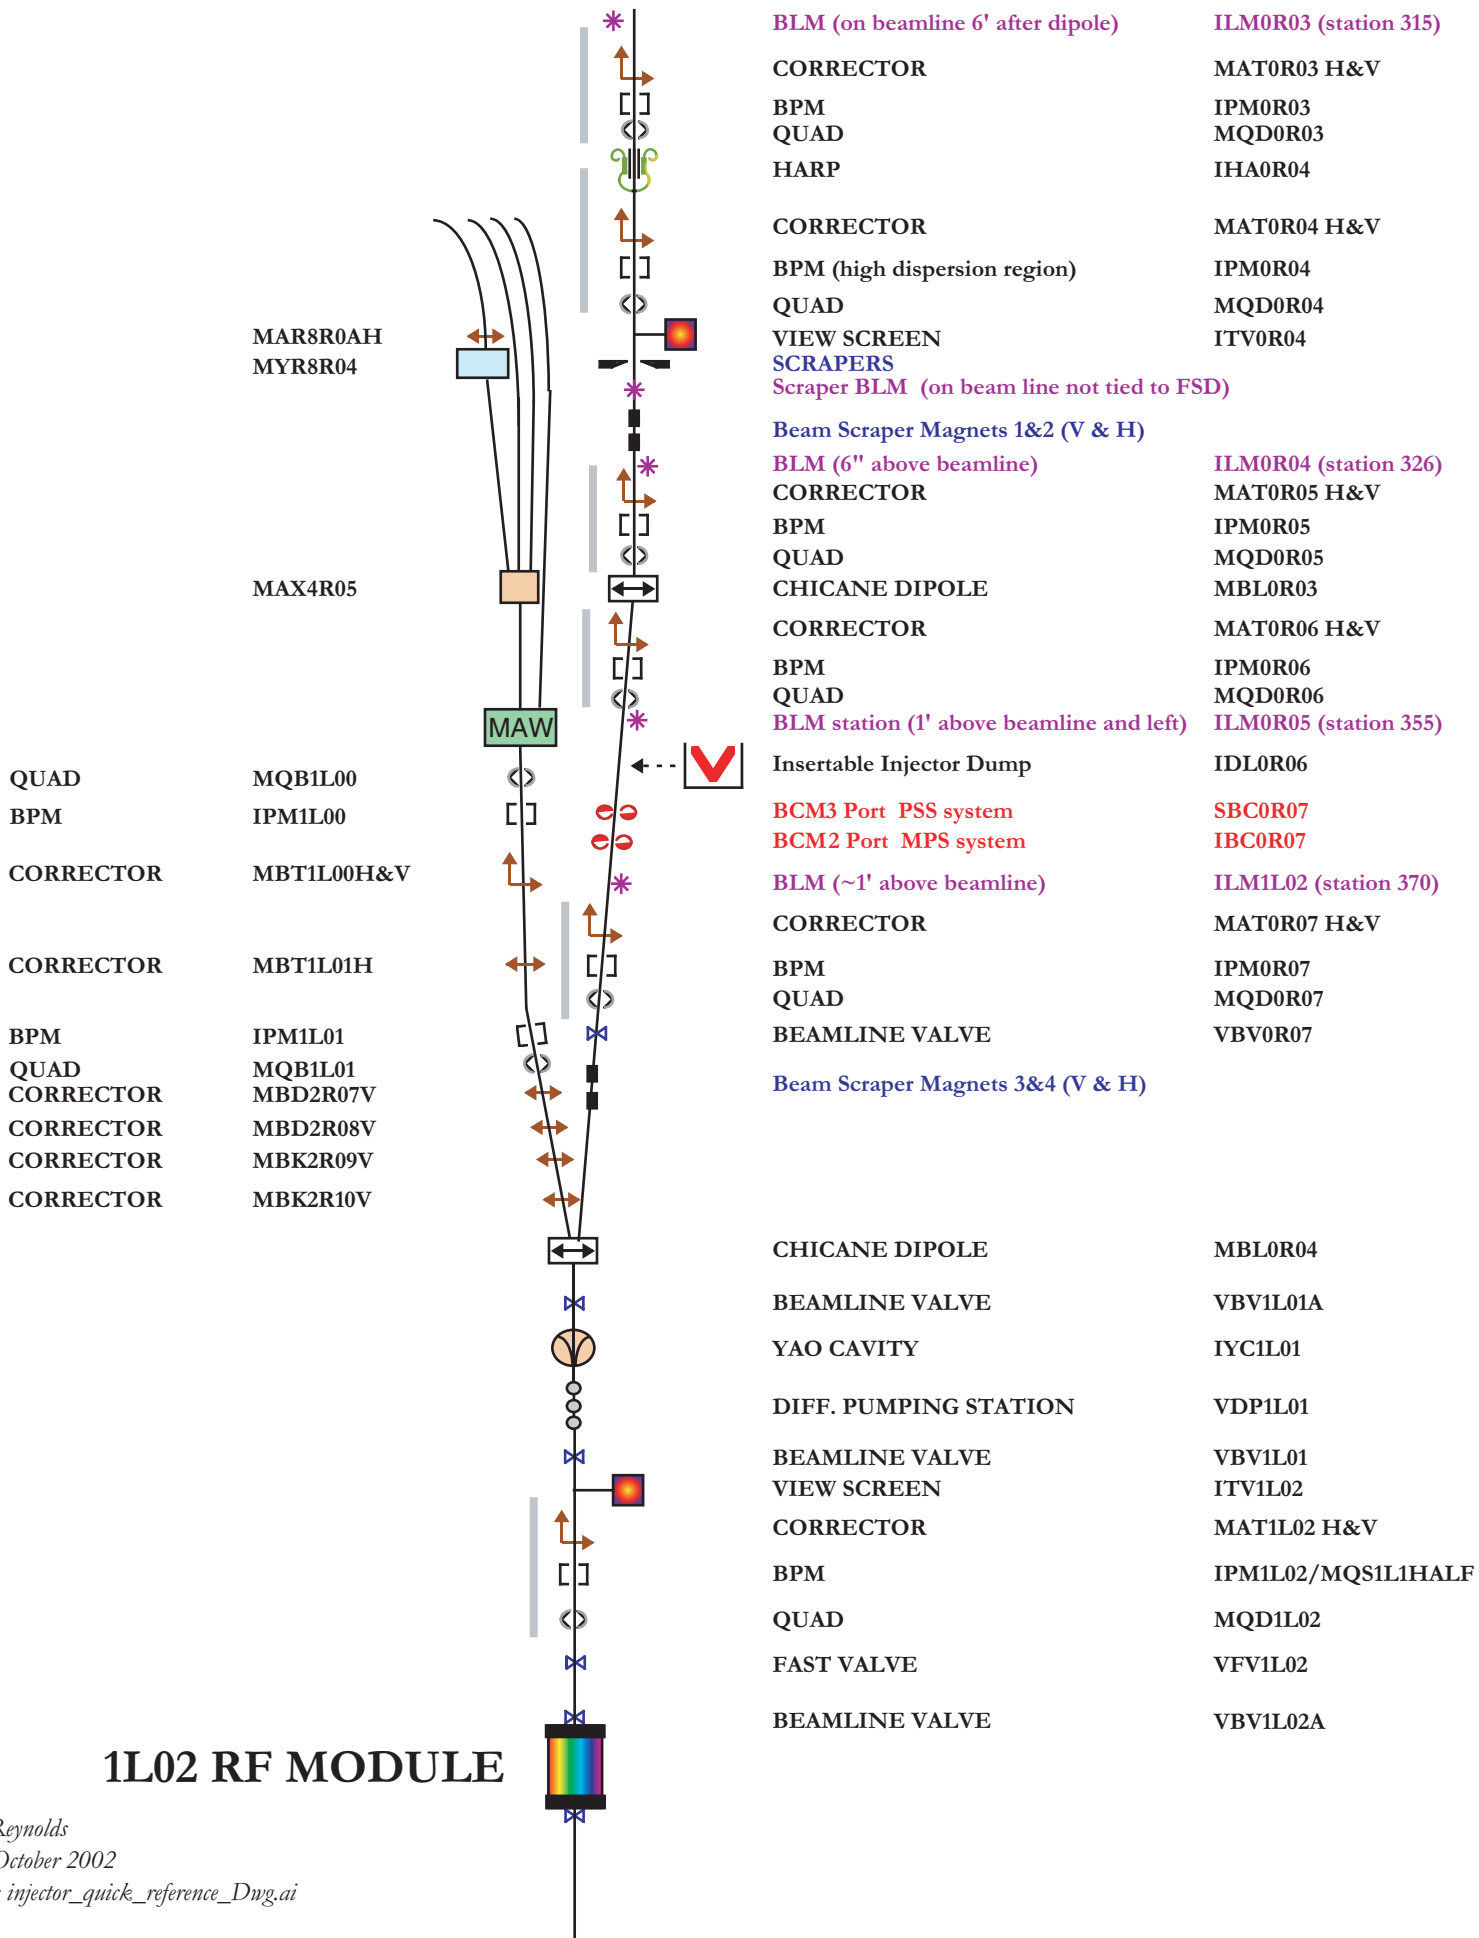 BLM (on beamline 6' after dipole) ILM0R03 (station 315)
CORRECTOR MAT0R03 H&V
BPM IPM0R03
QUAD MQD0R03
HARP IHA0R04
CORRECTOR MAT0R04 H&V
BPM (high dispersion region) IPM0R04
QUAD MQD0R04
MAR8R0AH VIEW SCREEN ITV0R04
MYR8R04 SCRAPERS
Scraper BLM (on beam line not tied to FSD)
Beam Scraper Magnets 1&2 (V & H)
BLM (6" above beamline) ILM0R04 (station 326)
CORRECTOR MAT0R05 H&V
BPM IPM0R05
QUAD MQD0R05
MAX4R05 CHICANE DIPOLE MBL0R03
CORRECTOR MAT0R06 H&V
BPM IPM0R06
QUAD MQD0R06
MAW BLM station (1' above beamline and left) ILM0R05 (station 355)
Insertable Injector Dump IDL0R06
QUAD MQB1L00
BPM IPM1L00 BCM3 Port PSS system SBC0R07
BCM2 Port MPS system IBC0R07
CORRECTOR MBT1L00H&V BLM (~1' above beamline) ILM1L02 (station 370)
CORRECTOR MAT0R07 H&V
CORRECTOR MBT1L01H BPM IPM0R07
QUAD MQD0R07
BPM IPM1L01 BEAMLINE VALVE VBV0R07
QUAD MQB1L01
CORRECTOR MBD2R07V Beam Scraper Magnets 3&4 (V & H)
CORRECTOR MBD2R08V
CORRECTOR MBK2R09V
CORRECTOR MBK2R10V
CHICANE DIPOLE MBL0R04
BEAMLINE VALVE VBV1L01A
YAO CAVITY IYC1L01
DIFF. PUMPING STATION VDP1L01
BEAMLINE VALVE VBV1L01
VIEW SCREEN ITV1L02
CORRECTOR MAT1L02 H&V
BPM IPM1L02/MQS1L1HALF
QUAD MQD1L02
FAST VALVE VFV1L02
BEAMLINE VALVE VBV1L02A
1L02 RF MODULE
Reynolds
October 2002
: injector_quick_reference_Dwg.ai